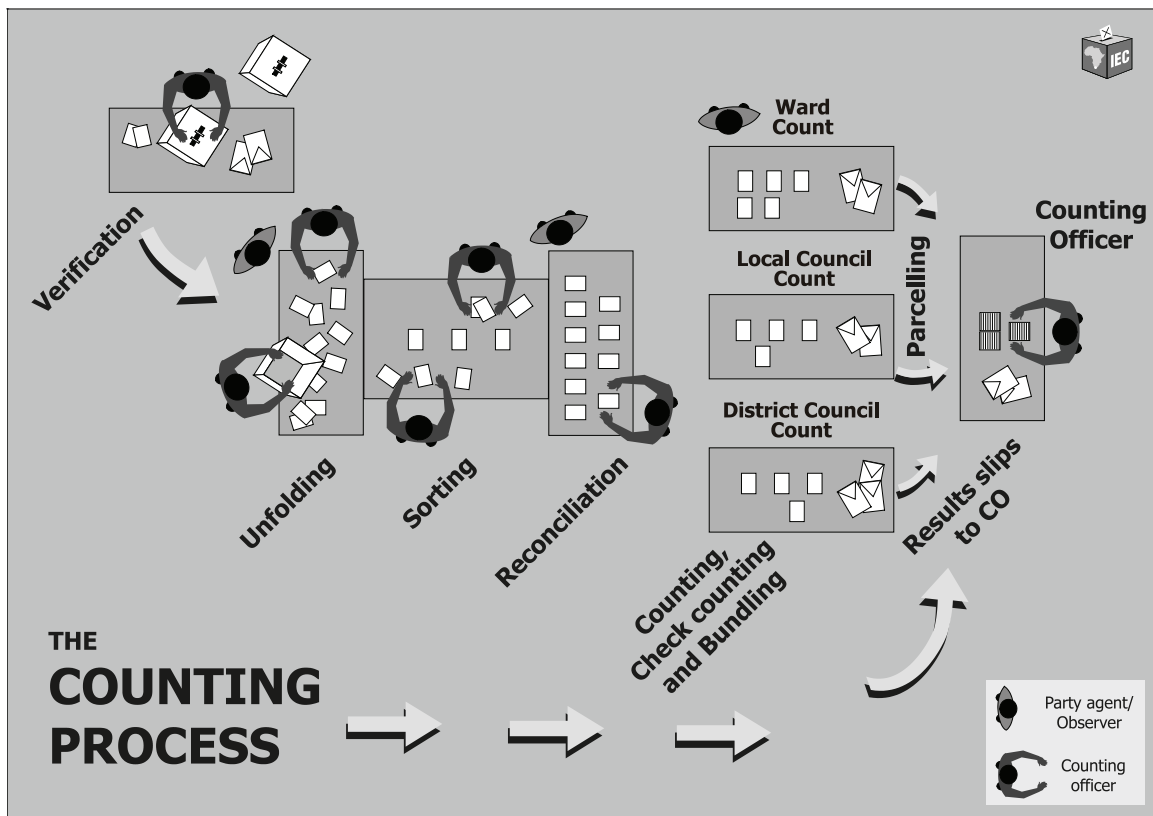 IEC
Ward
Count
Counting
Officer
Verification
Local Council
Count
Parcelling
District Council
Count
Unfolding
Sorting
Reconciliation
Results slips
to CO
Counting,
Check counting
and Bundling
THE
COUNTING
PROCESS
Party agent/
Observer
Counting
officer